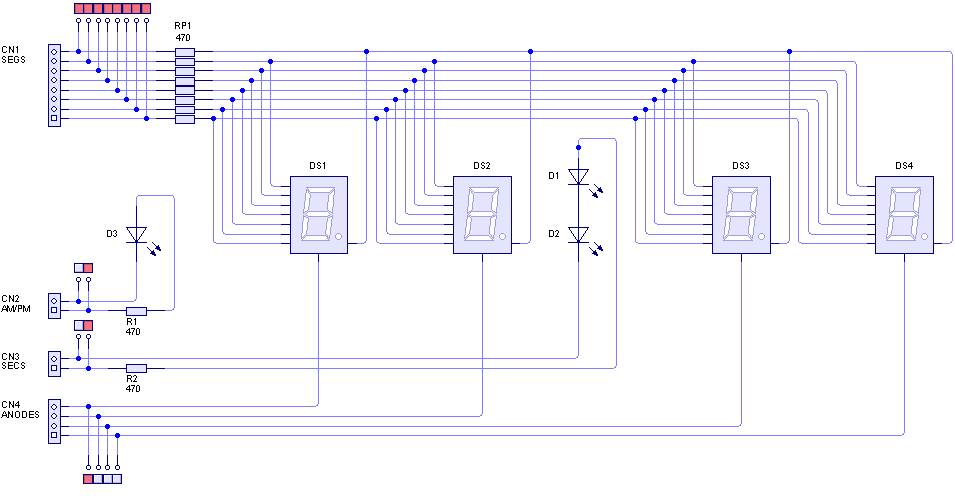 RP1
470
CN1
SEGS
DS1
DS2
DS3
DS4
D1
D2
D3
CN2
AM/PM
R1
470
CN3
SECS
R2
470
CN4
ANODES